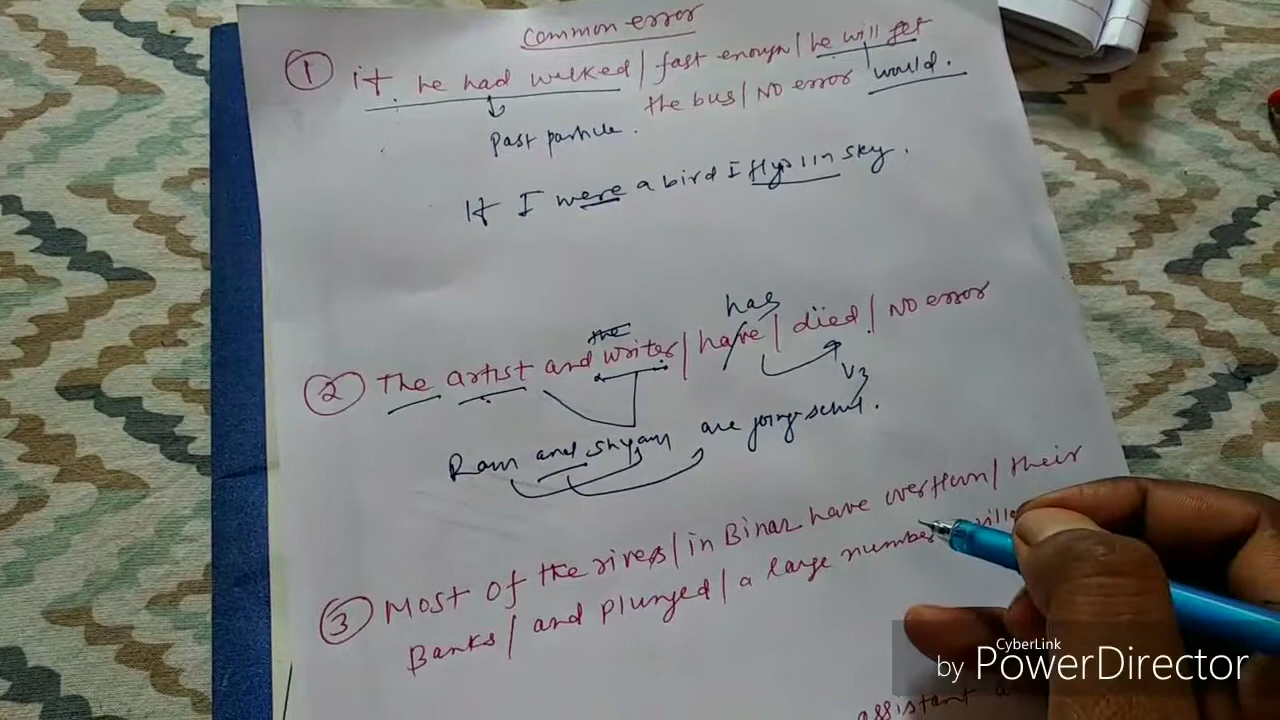 common error
① if he had walked / fast enough / he will get
the bus / NO error would.
Past particle.
If I were a bird I in sky.
has
the
② The artist and writer / have / died / NO error
V3
Ram and shyam are going
③ Most of the rivers / in Bihar have overflown / their
Banks / and plunged / a large number
assistant
CyberLink
by PowerDirector